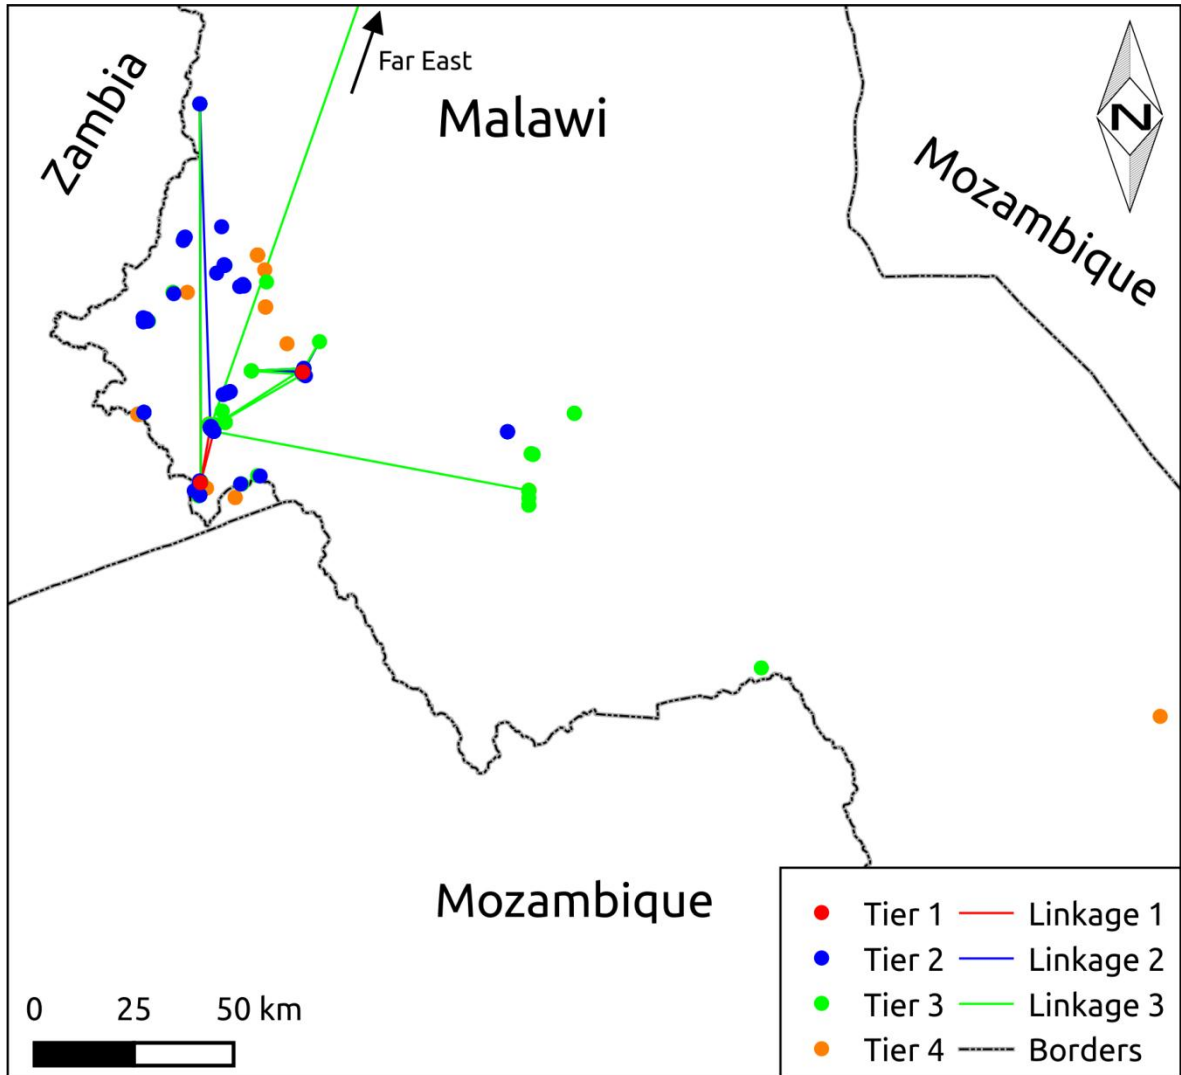 Far East
Zambia
Malawi
Mozambique
N
Mozambique
Tier 1 Linkage 1
Tier 2 Linkage 2
Tier 3 Linkage 3
Tier 4 Borders
0 25 50 km